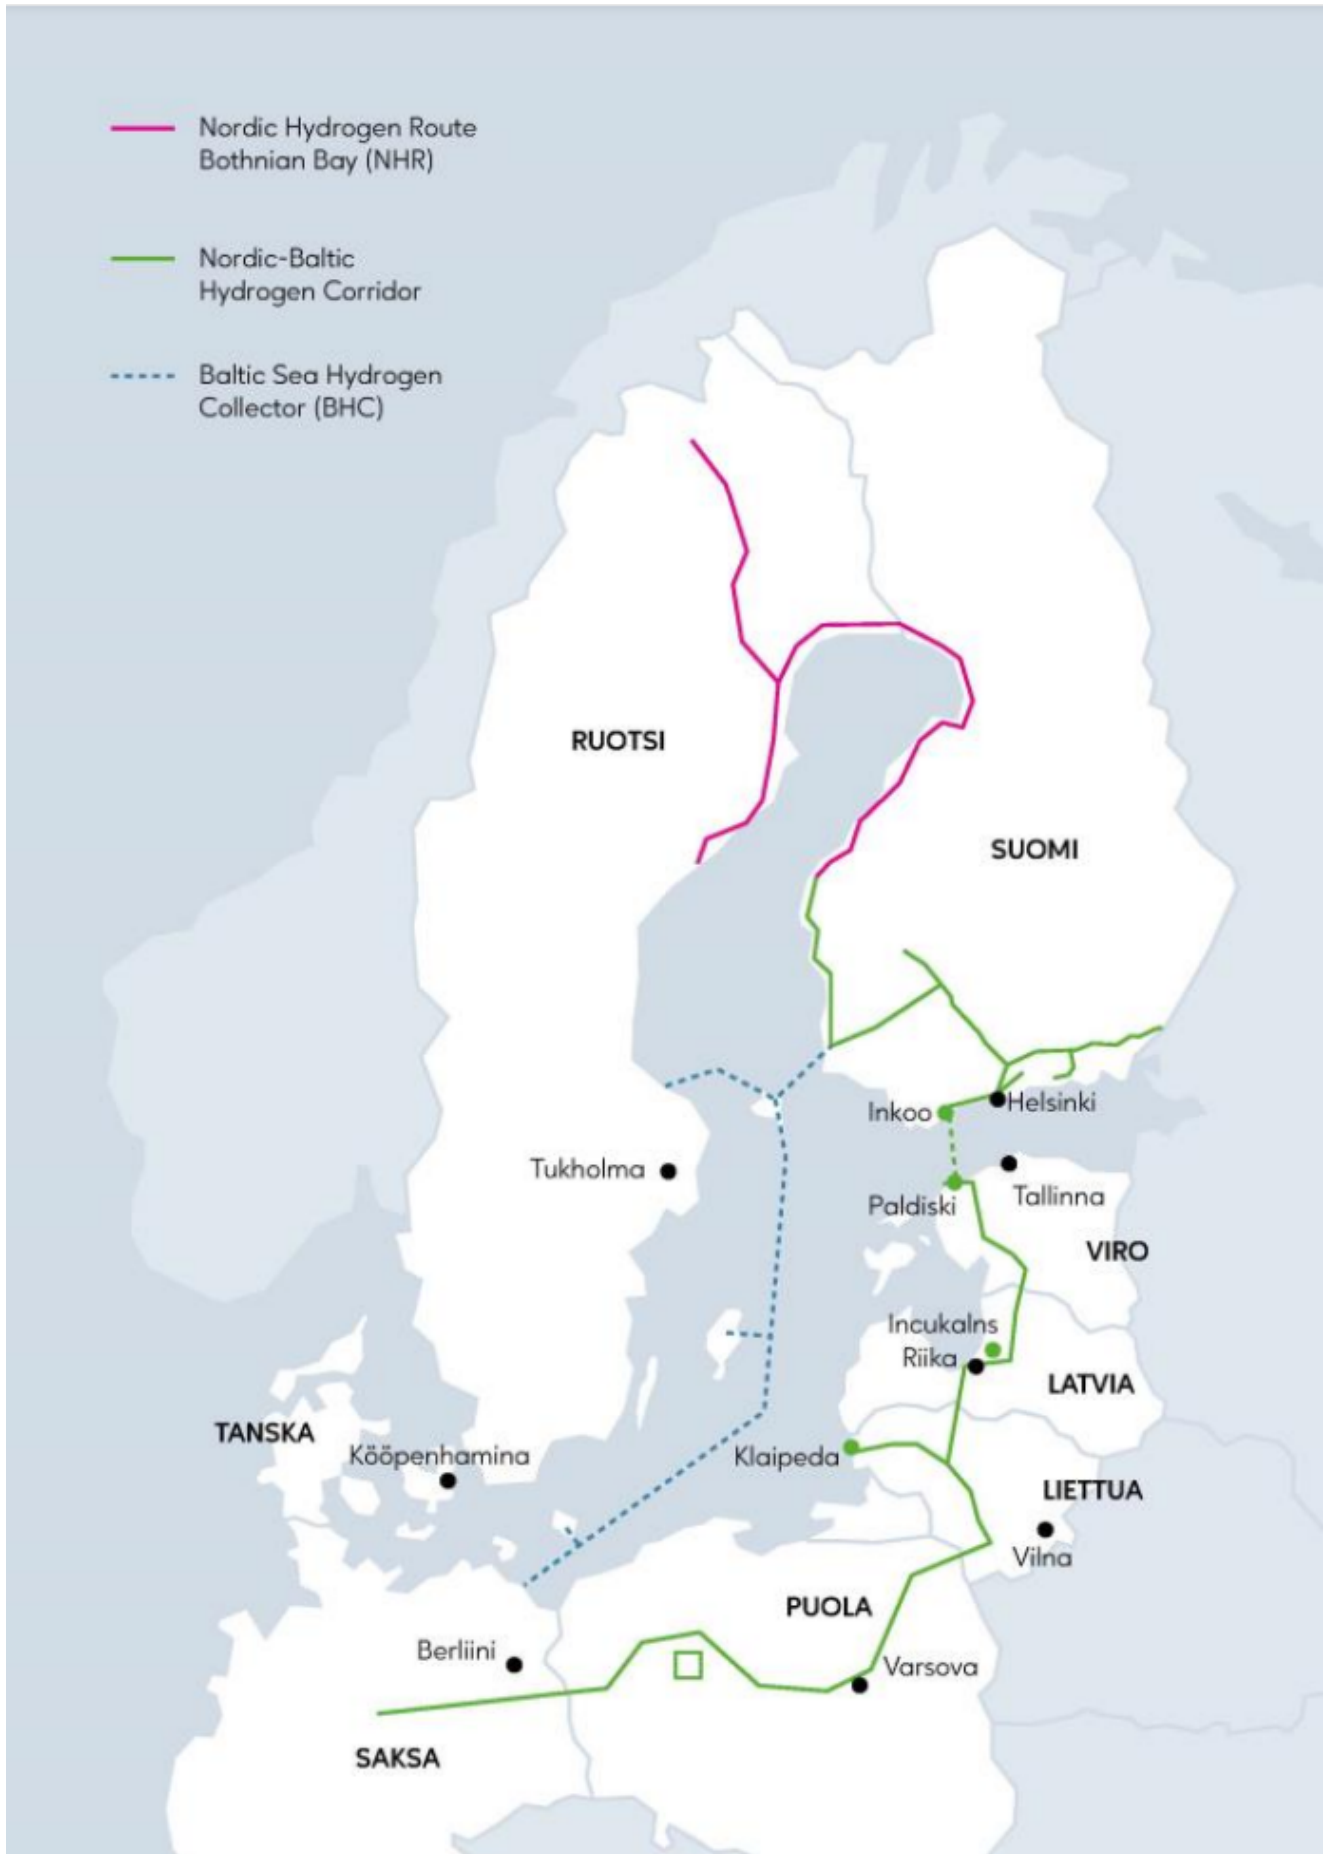 Nordic Hydrogen Route
Bothnian Bay (NHR)
Nordic-Baltic
Hydrogen Corridor
Baltic Sea Hydrogen
Collector (BHC)
RUOTSI
SUOMI
Inkoo
Helsinki
Tukholma
Paldiski
Tallinna
VIRO
Incukalns
Riika
LATVIA
TANSKA
Kööpenhamina
Klaipeda
LIETTUA
Vilna
PUOLA
Berliini
Varsova
SAKSA